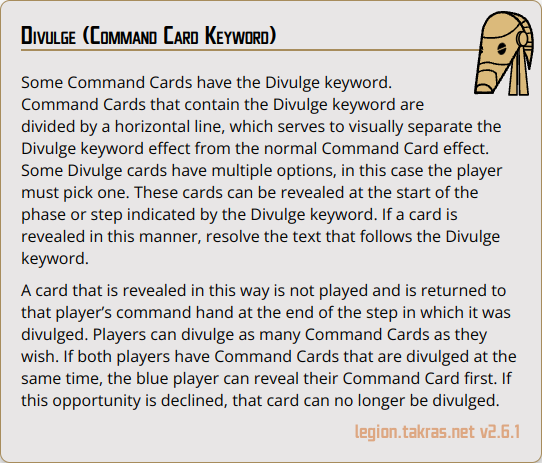 Divulge (Command Card Keyword)
Some Command Cards have the Divulge keyword.
Command Cards that contain the Divulge keyword are
divided by a horizontal line, which serves to visually separate the
Divulge keyword effect from the normal Command Card effect.
Some Divulge cards have multiple options, in this case the player
must pick one. These cards can be revealed at the start of the
phase or step indicated by the Divulge keyword. If a card is
revealed in this manner, resolve the text that follows the Divulge
keyword.
A card that is revealed in this way is not played and is returned to
that player’s command hand at the end of the step in which it was
divulged. Players can divulge as many Command Cards as they
wish. If both players have Command Cards that are divulged at the
same time, the blue player can reveal their Command Card first. If
this opportunity is declined, that card can no longer be divulged.
legion.takras.net v2.6.1